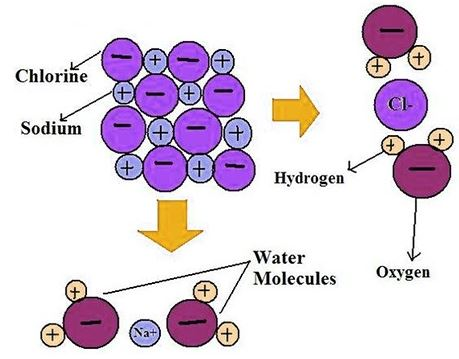 Chlorine
Sodium
Cl-
Hydrogen
Oxygen
Water
Molecules
Na+